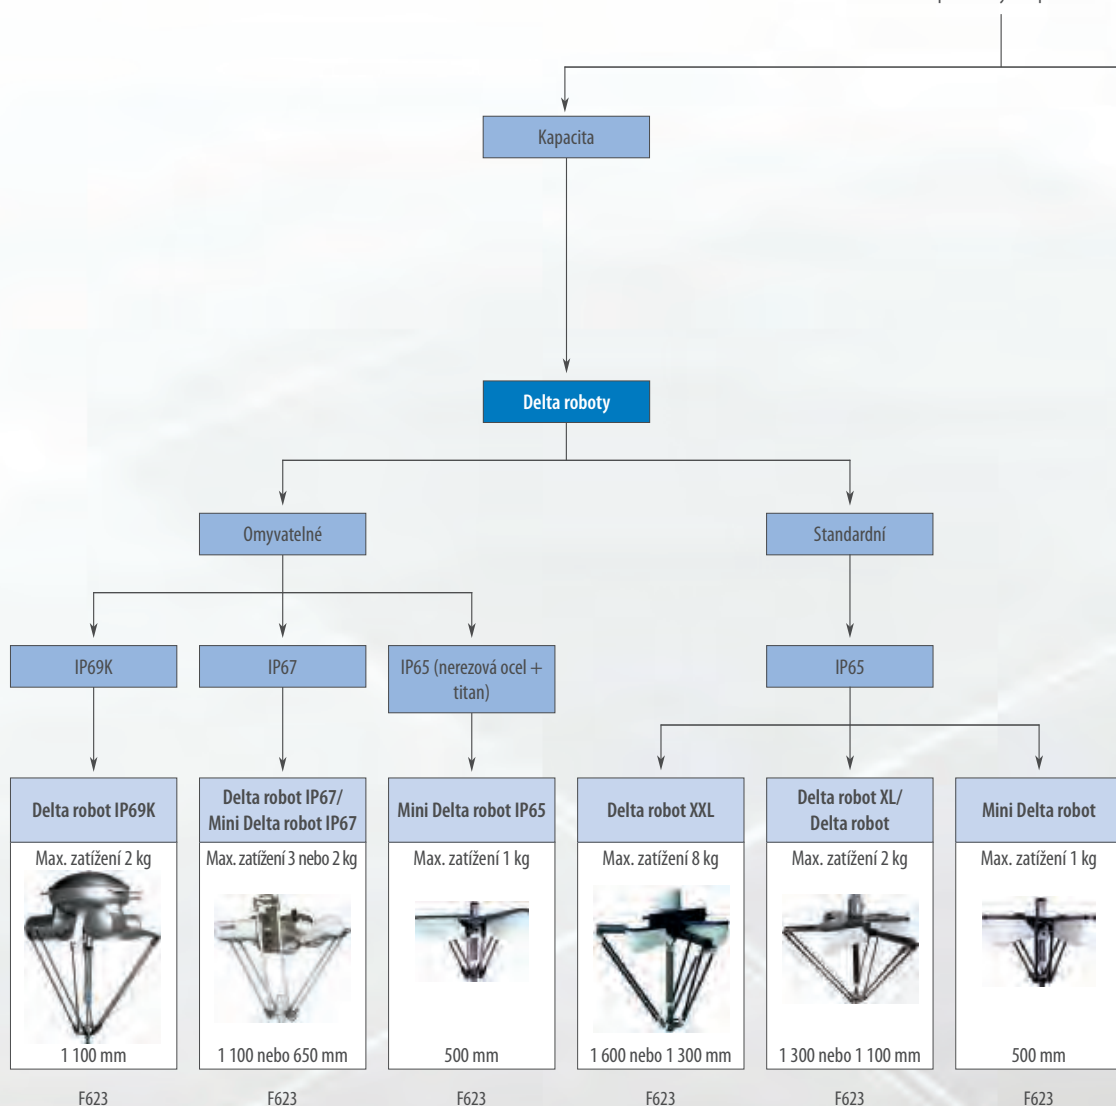 Kapacita
Delta roboty
Omyvatelné
Standardní
IP69K
IP67
IP65 (nerezová ocel +
titan)
IP65
Delta robot IP69K
Delta robot IP67/
Mini Delta robot IP67
Mini Delta robot IP65
Delta robot XXL
Delta robot XL/
Delta robot
Mini Delta robot
Max. zatížení 2 kg
Max. zatížení 3 nebo 2 kg
Max. zatížení 1 kg
Max. zatížení 8 kg
Max. zatížení 2 kg
Max. zatížení 1 kg
1 100 mm
1 100 nebo 650 mm
500 mm
1 600 nebo 1 300 mm
1 300 nebo 1 100 mm
500 mm
F623
F623
F623
F623
F623
F623